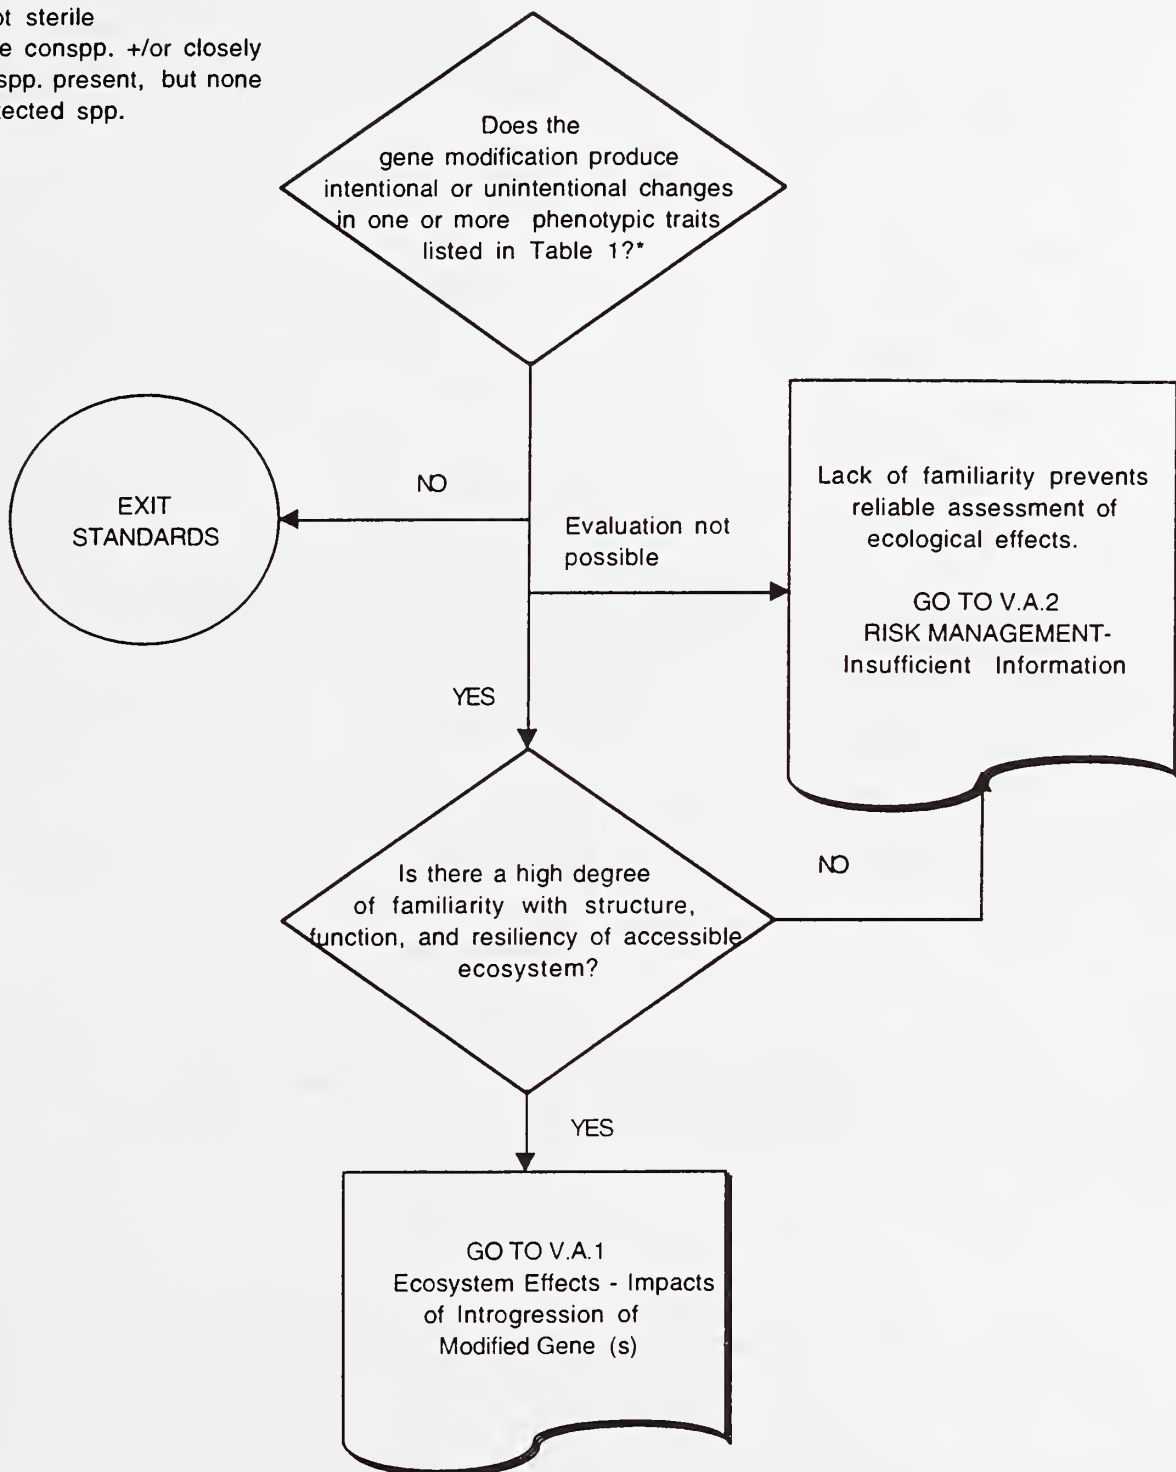 sterile
conspp. +/or closely
spp. present, but none
spp.
Does the
gene modification produce
intentional or unintentional changes
in one or more phenotypic traits
listed in Table 1?*
NO
EXIT
STANDARDS
Evaluation not
possible
Lack of familiarity prevents
reliable assessment of
ecological effects.
GO TO V.A.2
RISK MANAGEMENT-
Insufficient Information
YES
Is there a high degree
of familiarity with structure,
function, and resiliency of accessible
ecosystem?
NO
YES
GO TO V.A.1
Ecosystem Effects - Impacts
of Introgression of
Modified Gene (s)